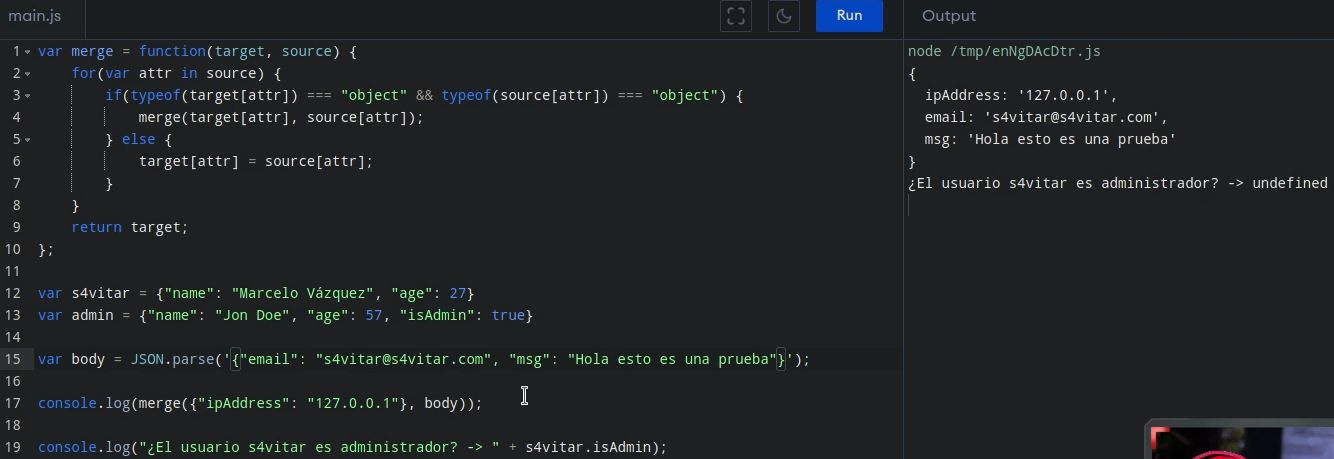 main.js
Run
Output
1 var merge = function(target, source) {
2 for(var attr in source) {
3 if(typeof(target[attr]) === "object" && typeof(source[attr]) === "object") {
4 merge(target[attr], source[attr]);
5 } else {
6 target[attr] = source[attr];
7 }
8 }
9 return target;
10 };
11
12 var s4vitar = {"name": "Marcelo Vázquez", "age": 27}
13 var admin = {"name": "Jon Doe", "age": 57, "isAdmin": true}
14
15 var body = JSON.parse('{"email": "s4vitar@s4vitar.com", "msg": "Hola esto es una prueba"}');
16
17 console.log(merge({"ipAddress": "127.0.0.1"}, body));
18
19 console.log("¿El usuario s4vitar es administrador? -> " + s4vitar.isAdmin);
node /tmp/enNgDAcDtr.js
{
ipAddress: '127.0.0.1',
email: 's4vitar@s4vitar.com',
msg: 'Hola esto es una prueba'
}
¿El usuario s4vitar es administrador? -> undefined